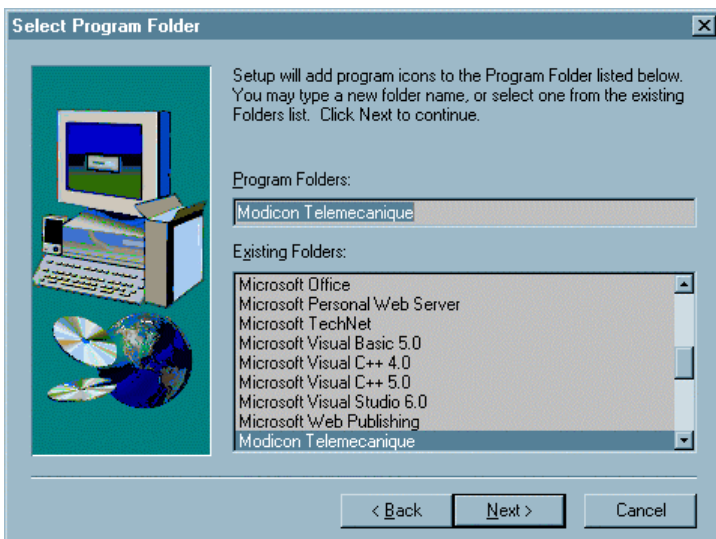 Select Program Folder
Setup will add program icons to the Program Folder listed below.
You may type a new folder name, or select one from the existing
Folders list. Click Next to continue.
Program Folders:
Modicon Telemecanique
Existing Folders:
Microsoft Office
Microsoft Personal Web Server
Microsoft TechNet
Microsoft Visual Basic 5.0
Microsoft Visual C++ 4.0
Microsoft Visual C++ 5.0
Microsoft Visual Studio 6.0
Microsoft Web Publishing
Modicon Telemecanique
< Back Next > Cancel